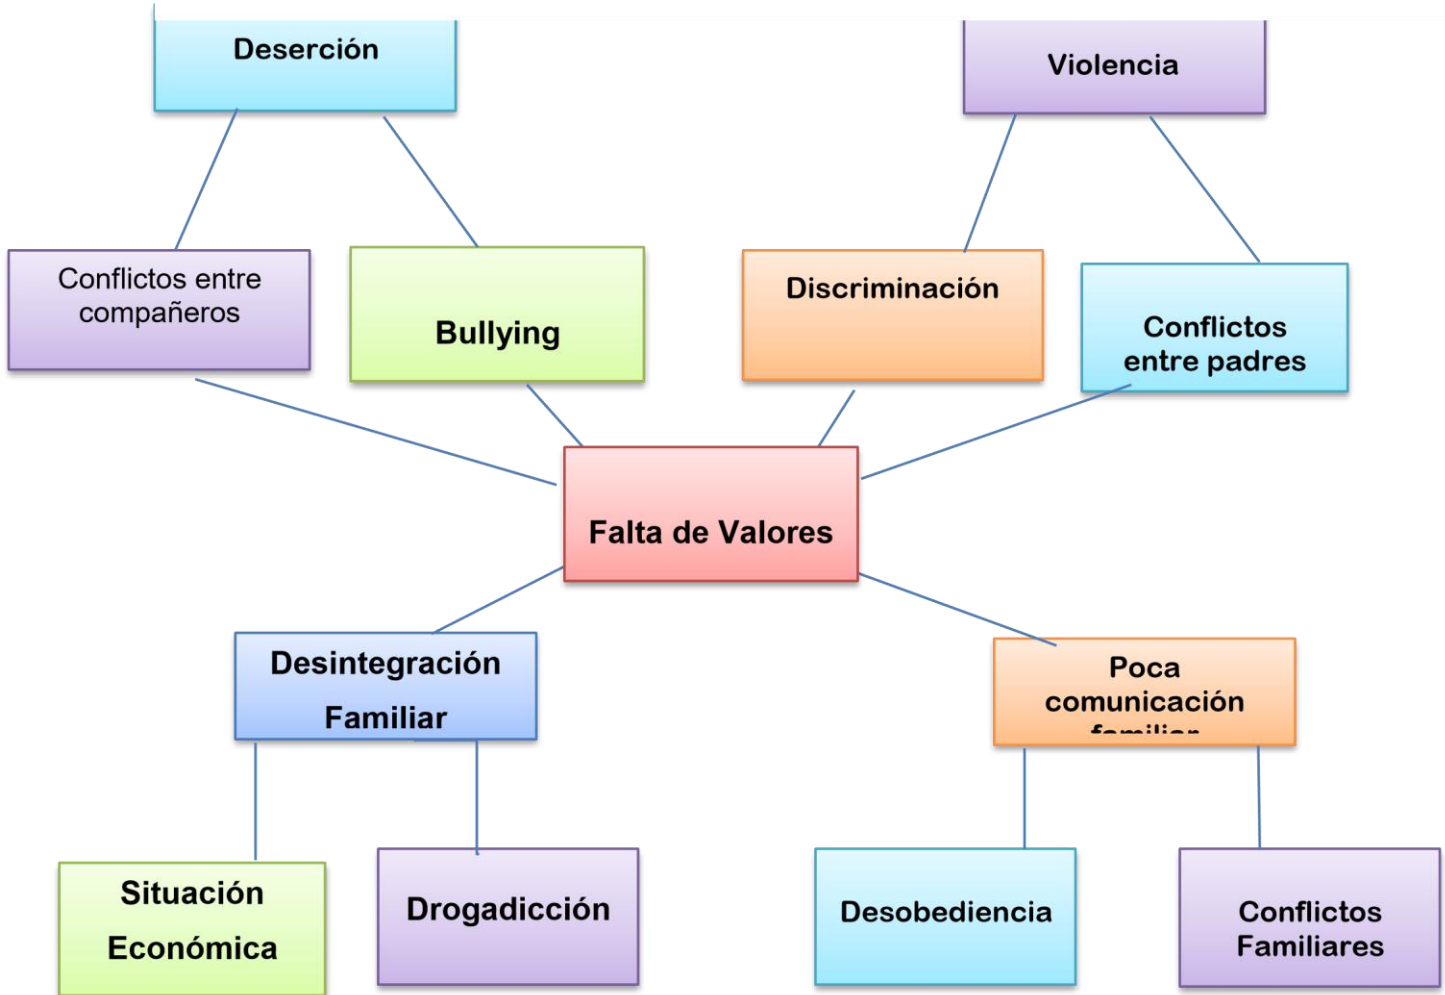 Deserción
Violencia
Conflictos entre
compañeros
Bullying
Discriminación
Conflictos
entre padres
Falta de Valores
Desintegración
Familiar
Poca
comunicación
familiar
Situación
Económica
Drogadicción
Desobediencia
Conflictos
Familiares